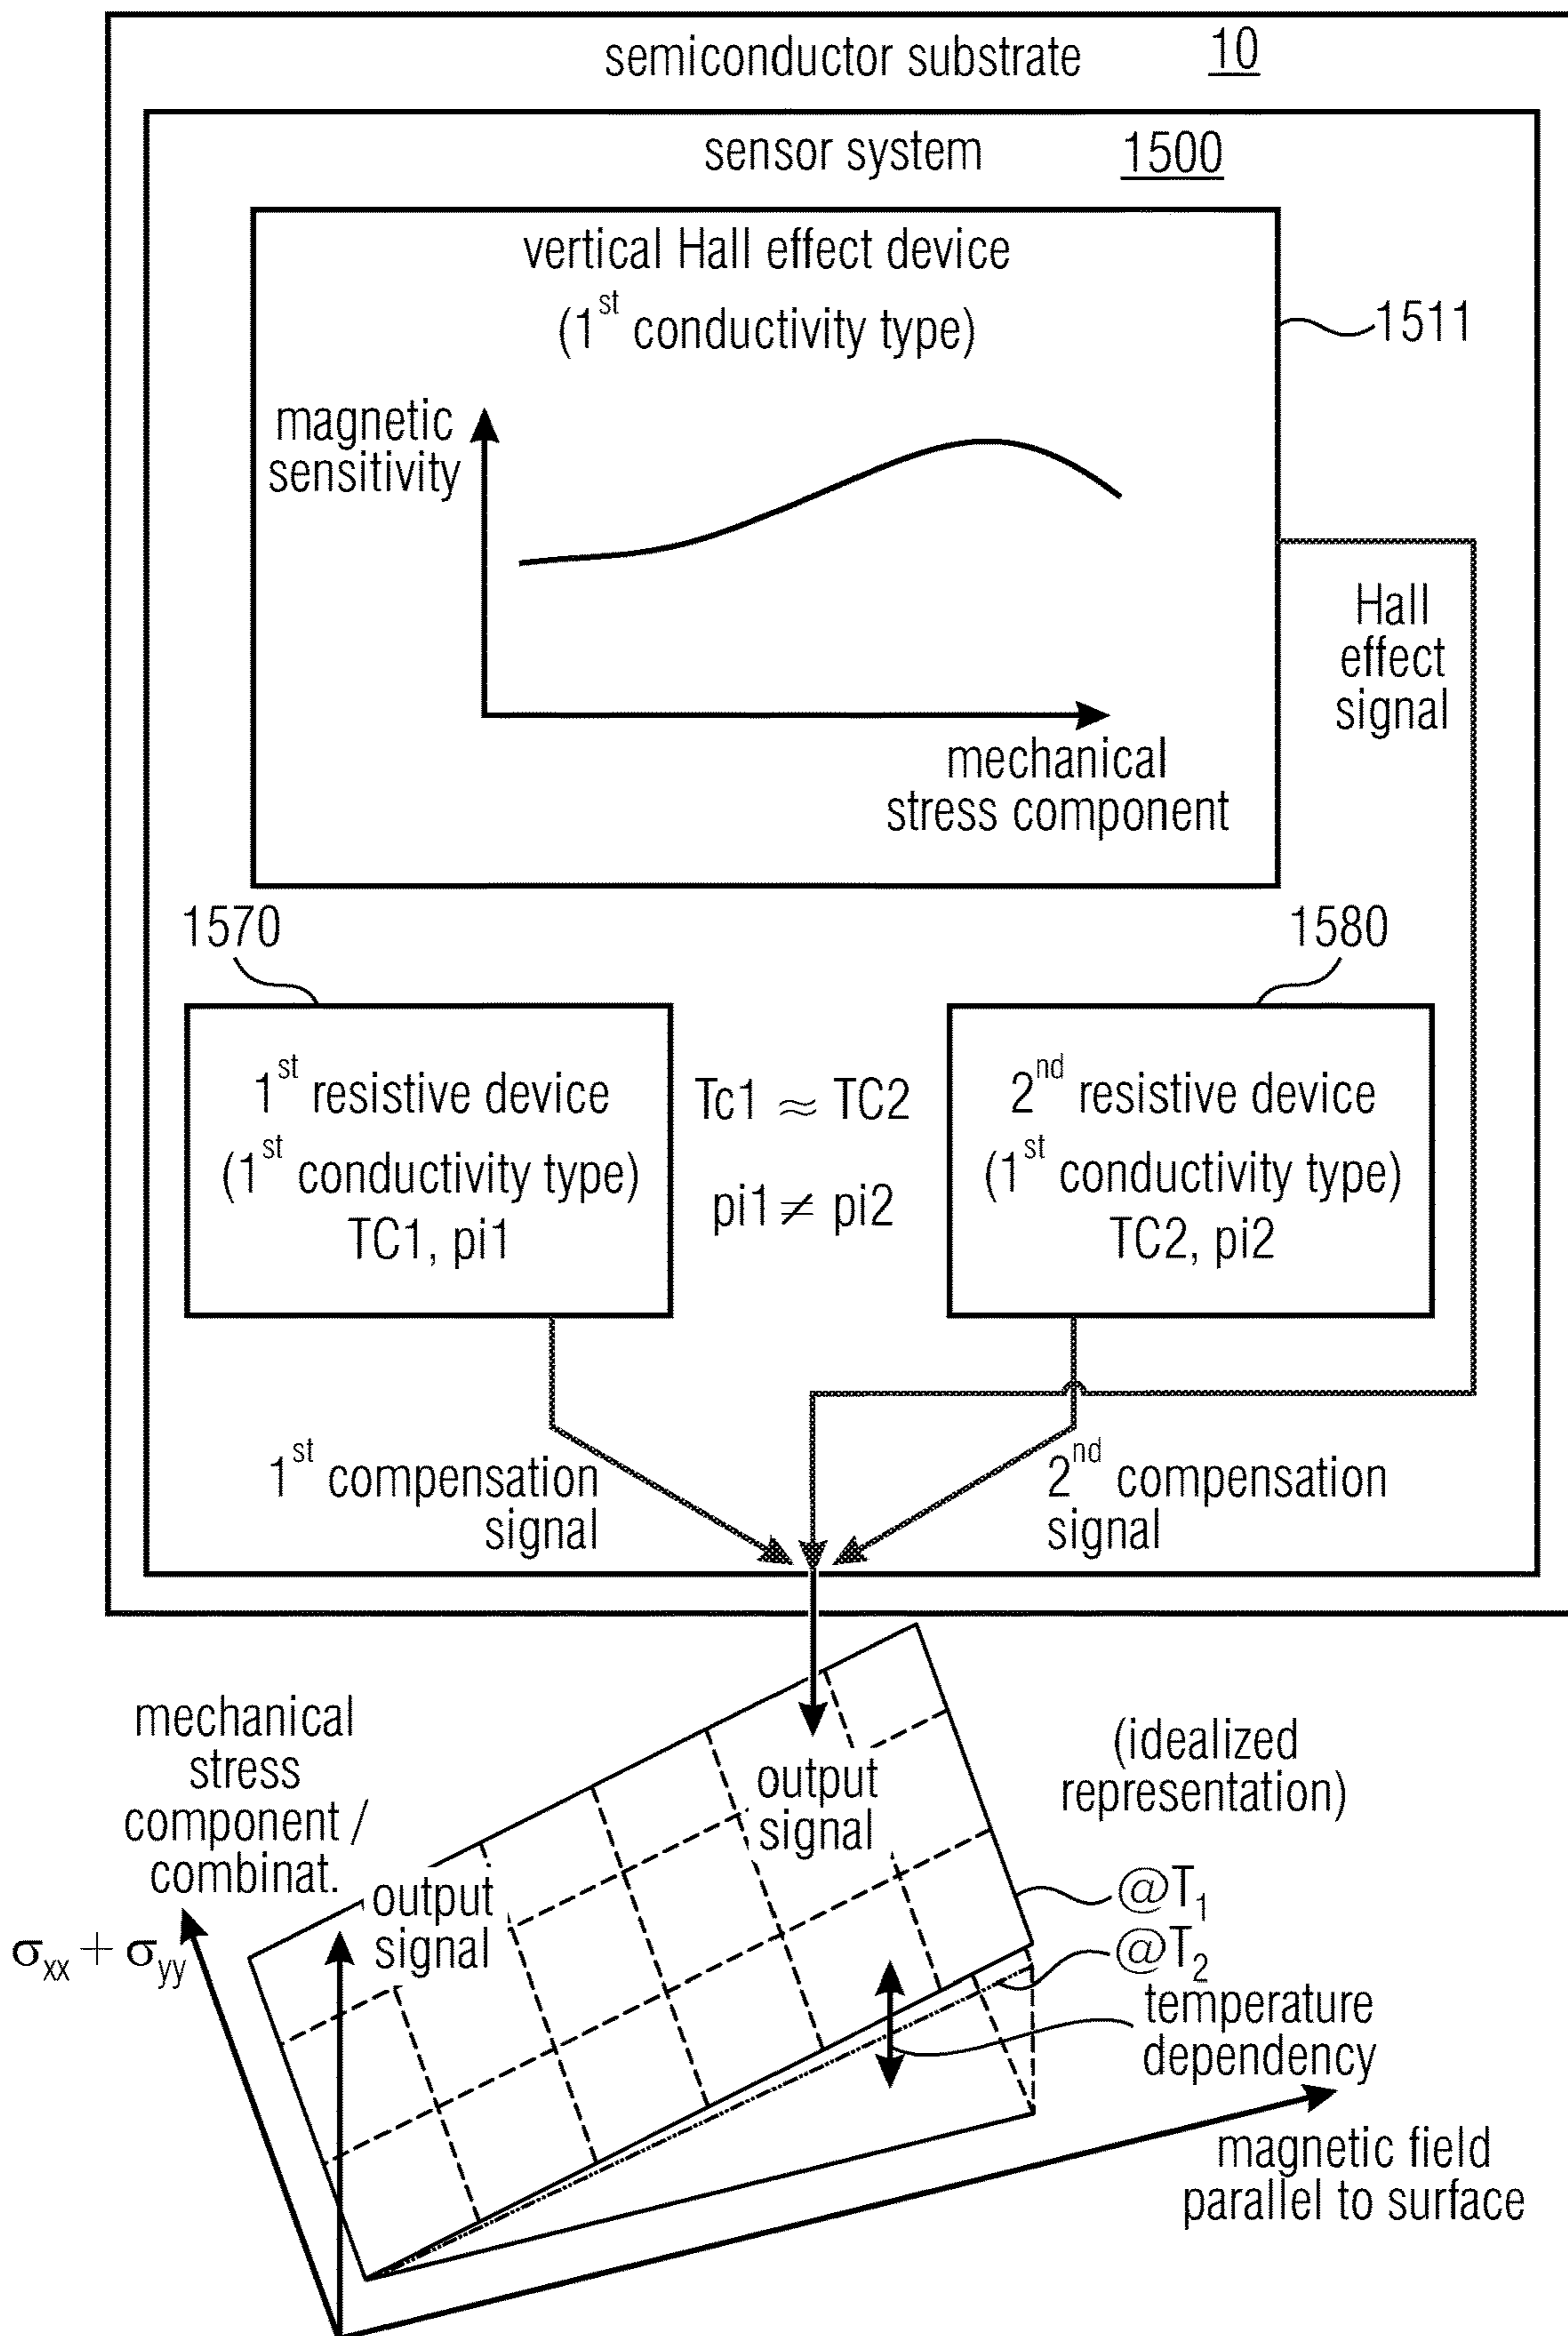 semiconductor substrate 10
sensor system 1500
vertical Hall effect device
(1st conductivity type)
1511
magnetic
sensitivity
mechanical
stress component
Hall
effect
signal
1570
1580
1st resistive device
(1st conductivity type)
TC1, pi1
Tc1 ≈ TC2
pi1 ≠ pi2
2nd resistive device
(1st conductivity type)
TC2, pi2
1st compensation
signal
2nd compensation
signal
mechanical
stress
component /
combinat.
σxx + σyy
output
signal
output
signal
(idealized
representation)
@T1
@T2
temperature
dependency
magnetic field
parallel to surface